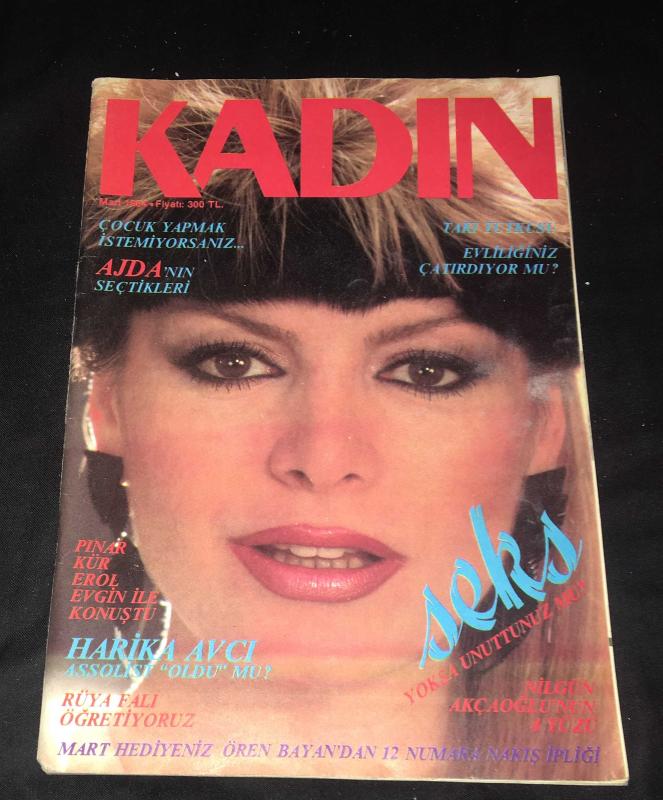 KADIN
Mart 1984 • Fiyatı: 300 TL.
ÇOCUK YAPMAK
İSTEMİYORSANIZ...
AJDA'NIN
SEÇTİKLERİ
TAKI TUTKUSU
EVLİLİĞİNİZ
ÇATIRDIYOR MU?
PINAR
KÜR
EROL
EVGİN İLE
KONUŞTU
HARİKA AVCI
ASSOLİST "OLDU" MU?
RÜYA FALI
ÖĞRETİYORUZ
seks
YOKSA UNUTTUNUZ MU?
NİLGÜN
AKÇAOĞLU'NUN
4 YÜZÜ
MART HEDİYENİZ ÖREN BAYAN'DAN 12 NUMARA NAKIŞ İPLİĞİ